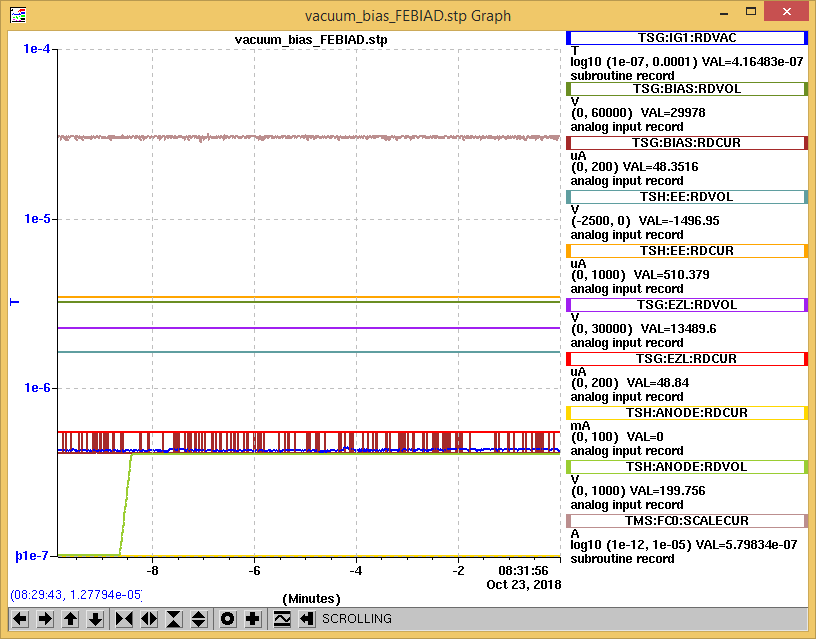 vacuum_bias_FEBIAD.stp Graph
vacuum_bias_FEBIAD.stp
1e-4
1e-5
T
1e-6
1e-7
-8
-6
-4
-2
08:31:56
Oct 23, 2018
(08:29:43, 1.27794e-05)
(Minutes)
TSG:IG1:RDVAC
T
log10 (1e-07, 0.0001) VAL=4.16483e-07
subroutine record
TSG:BIAS:RDVOL
V
(0, 60000) VAL=29978
analog input record
TSG:BIAS:RDCUR
uA
(0, 200) VAL=48.3516
analog input record
TSH:EE:RDVOL
V
(-2500, 0) VAL=-1496.95
analog input record
TSH:EE:RDCUR
uA
(0, 1000) VAL=510.379
analog input record
TSG:EZL:RDVOL
V
(0, 30000) VAL=13489.6
analog input record
TSG:EZL:RDCUR
uA
(0, 200) VAL=48.84
analog input record
TSH:ANODE:RDCUR
mA
(0, 100) VAL=0
analog input record
TSH:ANODE:RDVOL
V
(0, 1000) VAL=199.756
analog input record
TMS:FC0:SCALECUR
A
log10 (1e-12, 1e-05) VAL=5.79834e-07
subroutine record
SCROLLING